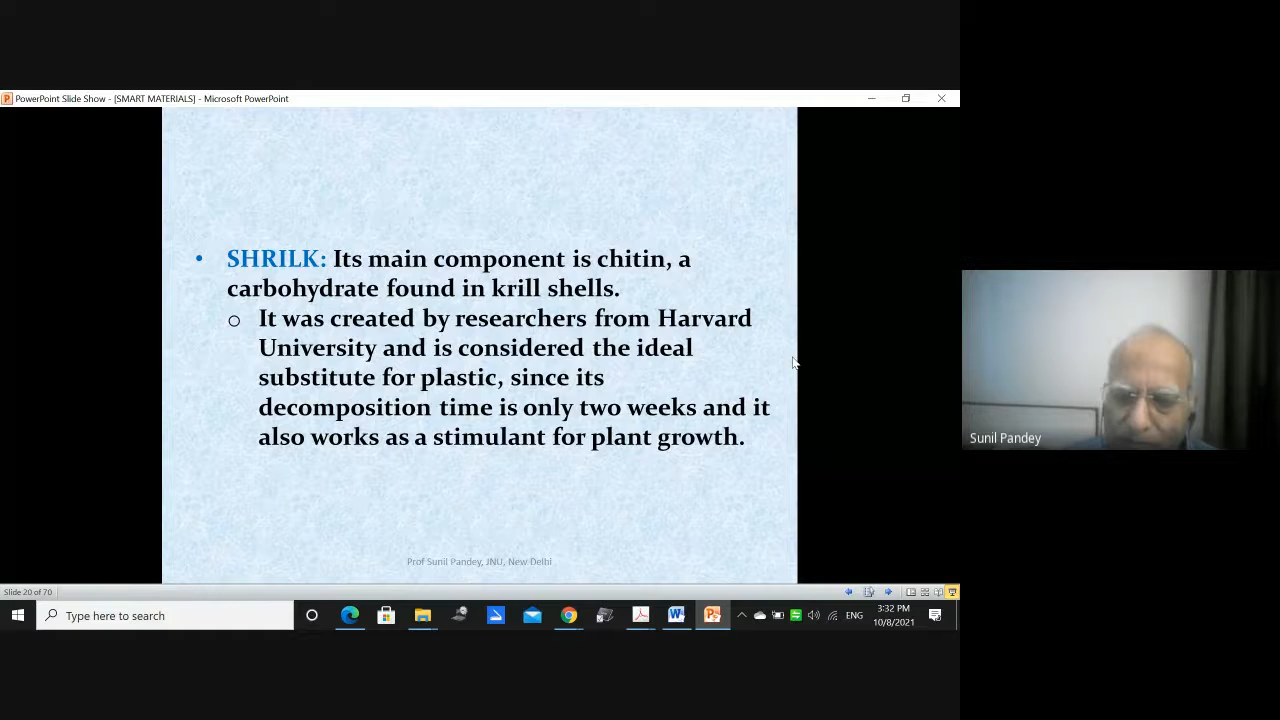 PowerPoint Slide Show - [SMART MATERIALS] - Microsoft PowerPoint
• SHRILK: Its main component is chitin, a
carbohydrate found in krill shells.
o It was created by researchers from Harvard
University and is considered the ideal
substitute for plastic, since its
decomposition time is only two weeks and it
also works as a stimulant for plant growth.
Sunil Pandey
Prof Sunil Pandey, JNU, New Delhi
Slide 20 of 70
Type here to search
ENG
3:32 PM
10/8/2021